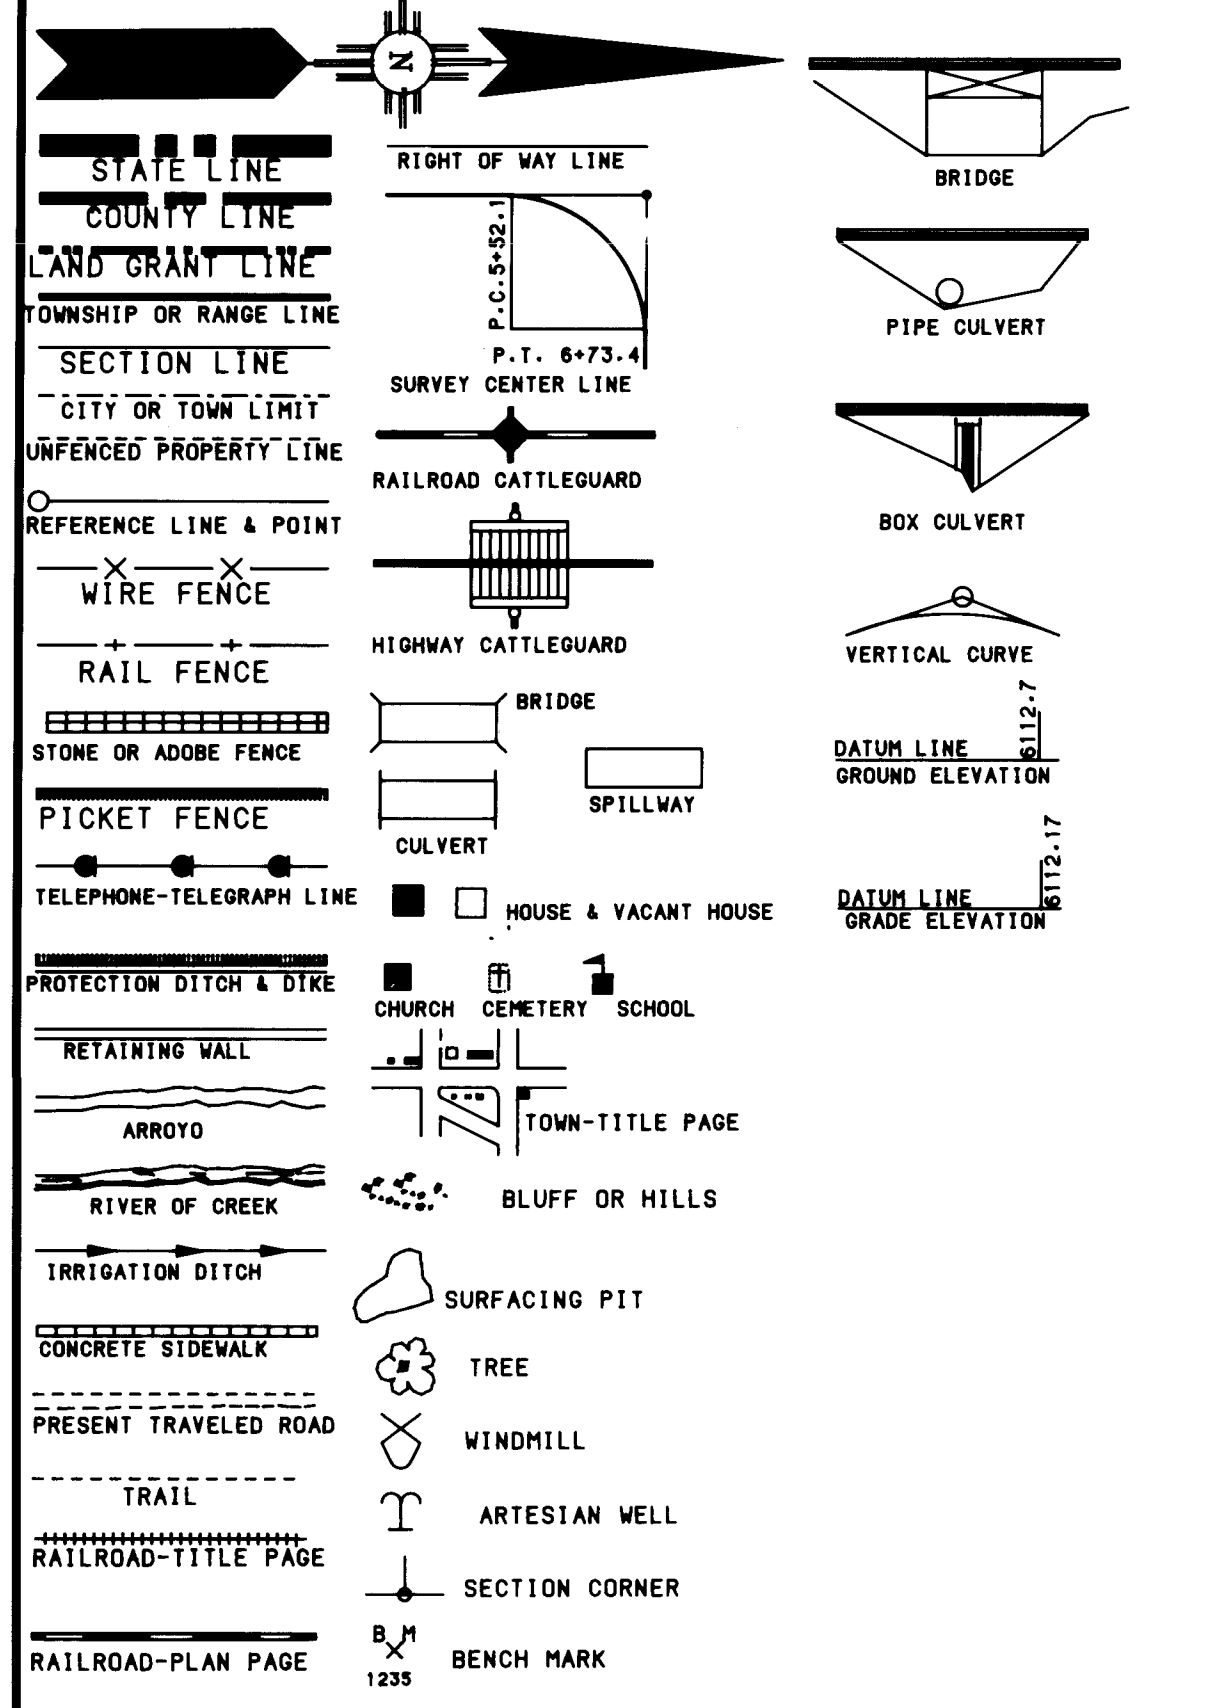 N
STATE LINE
COUNTY LINE
LAND GRANT LINE
TOWNSHIP OR RANGE LINE
SECTION LINE
CITY OR TOWN LIMIT
UNFENCED PROPERTY LINE
REFERENCE LINE & POINT
WIRE FENCE
RAIL FENCE
STONE OR ADOBE FENCE
PICKET FENCE
TELEPHONE-TELEGRAPH LINE
PROTECTION DITCH & DIKE
RETAINING WALL
ARROYO
RIVER OF CREEK
IRRIGATION DITCH
CONCRETE SIDEWALK
PRESENT TRAVELED ROAD
TRAIL
RAILROAD-TITLE PAGE
RAILROAD-PLAN PAGE
RIGHT OF WAY LINE
P.C.5+52.1
P.T. 6+73.4
SURVEY CENTER LINE
RAILROAD CATTLEGUARD
HIGHWAY CATTLEGUARD
BRIDGE
SPILLWAY
CULVERT
HOUSE & VACANT HOUSE
CHURCH CEMETERY SCHOOL
TOWN-TITLE PAGE
BLUFF OR HILLS
SURFACING PIT
TREE
WINDMILL
ARTESIAN WELL
SECTION CORNER
B M
1235
BENCH MARK
BRIDGE
PIPE CULVERT
BOX CULVERT
VERTICAL CURVE
6112.7
DATUM LINE
GROUND ELEVATION
6112.17
DATUM LINE
GRADE ELEVATION